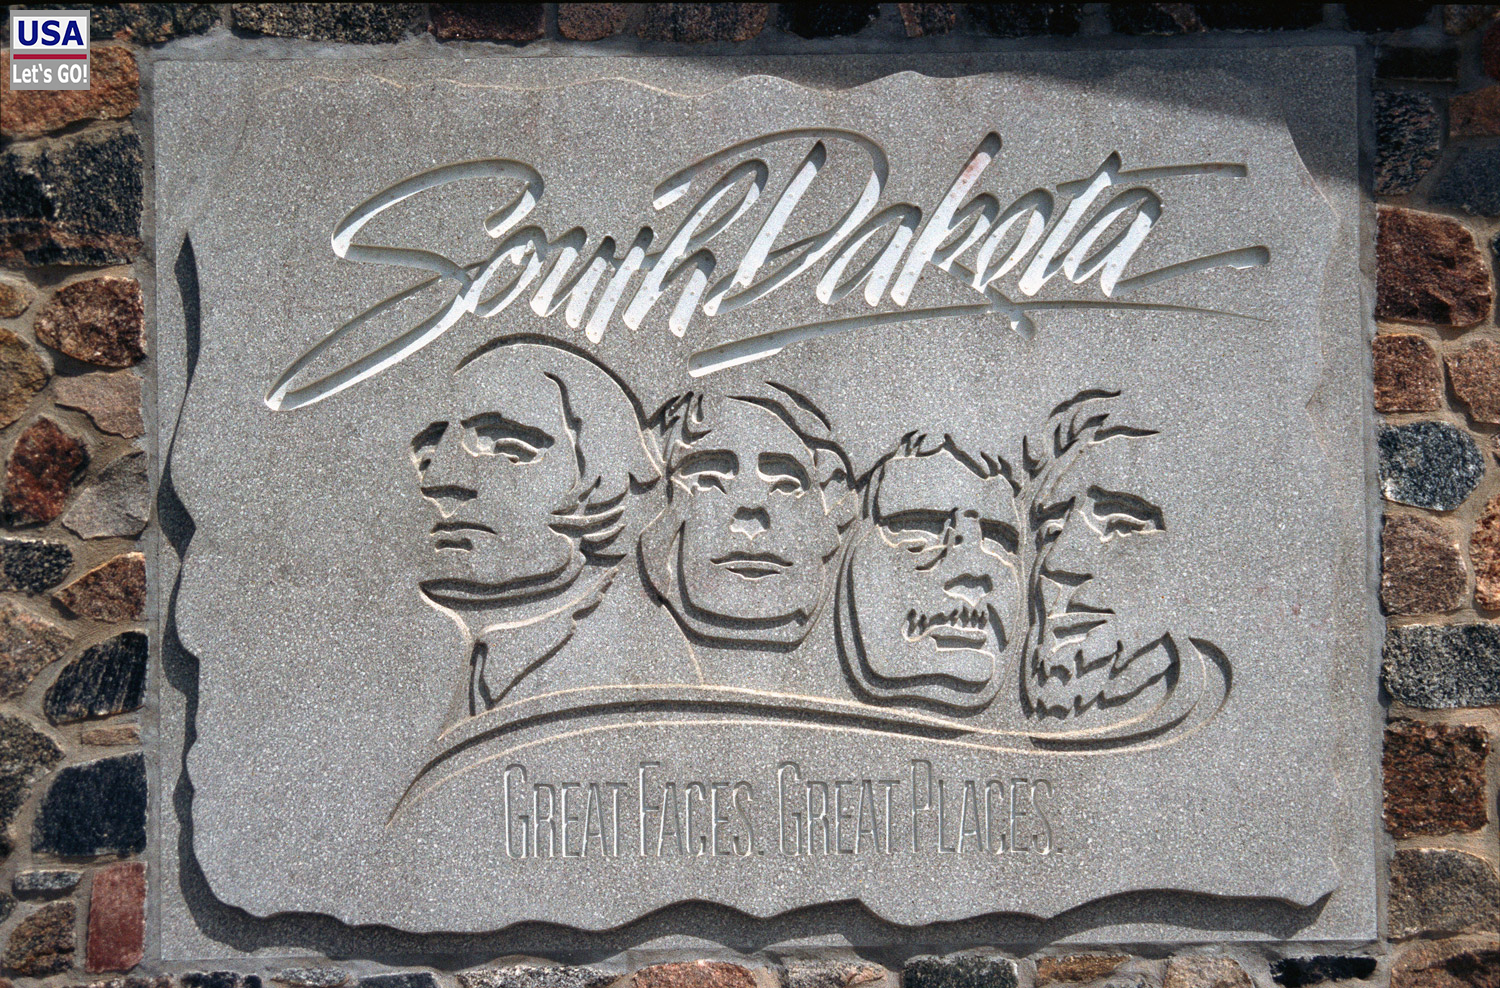 USA
Let's GO!
South Dakota
GREAT FACES. GREAT PLACES.